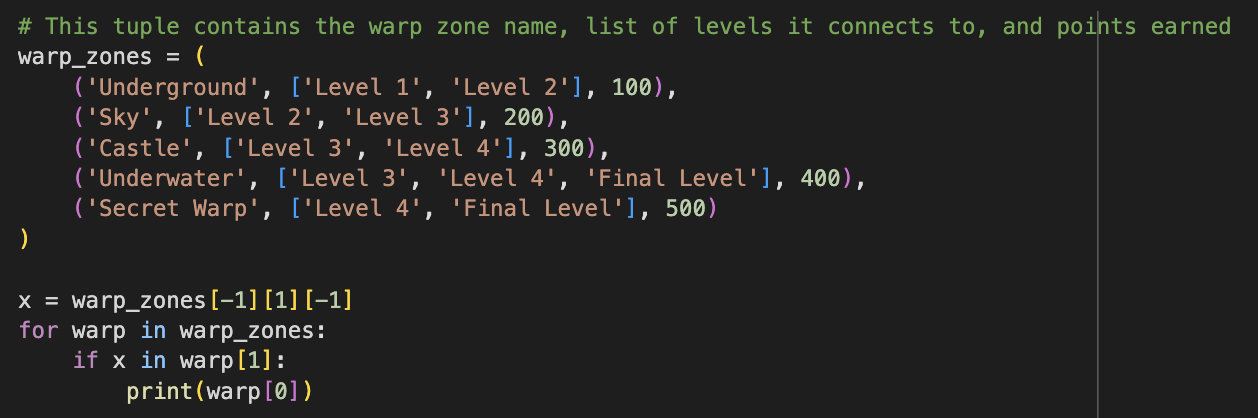 # This tuple contains the warp zone name, list of levels it connects to, and points earned
warp_zones = (
    ('Underground', ['Level 1', 'Level 2'], 100),
    ('Sky', ['Level 2', 'Level 3'], 200),
    ('Castle', ['Level 3', 'Level 4'], 300),
    ('Underwater', ['Level 3', 'Level 4', 'Final Level'], 400),
    ('Secret Warp', ['Level 4', 'Final Level'], 500)
)

x = warp_zones[-1][1][-1]
for warp in warp_zones:
    if x in warp[1]:
        print(warp[0])